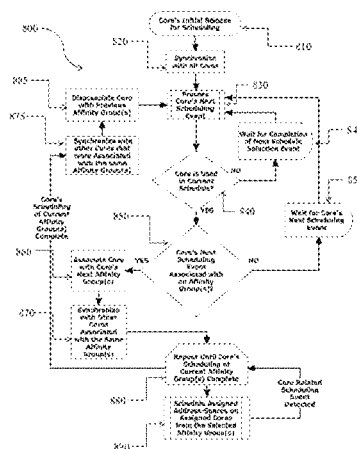 800
Core's Initial Process
for Scheduling
810
820
Synchronize
with all Cores
830
Process
Core's Next
Scheduling
Event
885
Disassociate Core
with Previous
Affinity Group(s)
875
Synchronize with
other Cores that
were Associated
with the same
Affinity Group(s)
Wait for Completion
of Next Schedule
Selection Event
Core is Used
in Current
Schedule?
NO
840
YES
850
Core's Next
Scheduling
Event
Associated with
an Affinity
Group(s)?
YES
NO
Wait for
Core's Next
Scheduling
Event
Core's
Scheduling
of Current
Affinity
Group(s)
Complete
860
Associate Core
with Core's
Next Affinity
Group(s)
870
Synchronize
with Other
Cores
Associated
with the Same
Affinity
Group(s)
Repeat Until Core's
Scheduling of
Current Affinity
Group(s) Complete
880
Core Related
Scheduling
Event
Detected
Schedule Assigned
Address-Spaces on
Assigned Cores
from the Selected
Affinity Group(s)
890